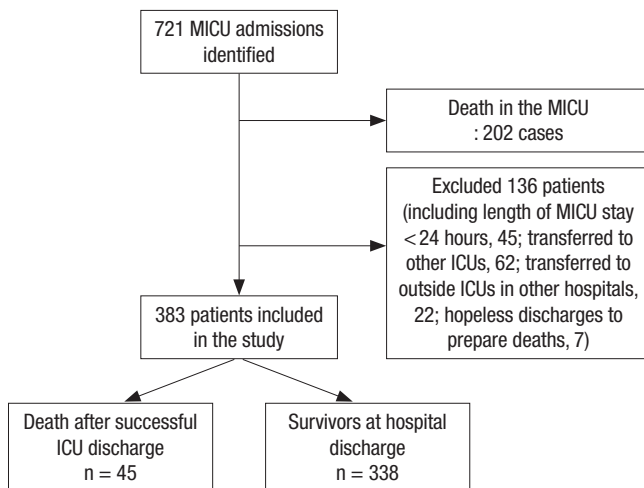 721 MICU admissions
identified
Death in the MICU
: 202 cases
Excluded 136 patients
(including length of MICU stay
<24 hours, 45; transferred to
other ICUs, 62; transferred to
outside ICUs in other hospitals,
22; hopeless discharges to
prepare deaths, 7)
383 patients included
in the study
Death after successful
ICU discharge
n = 45
Survivors at hospital
discharge
n = 338